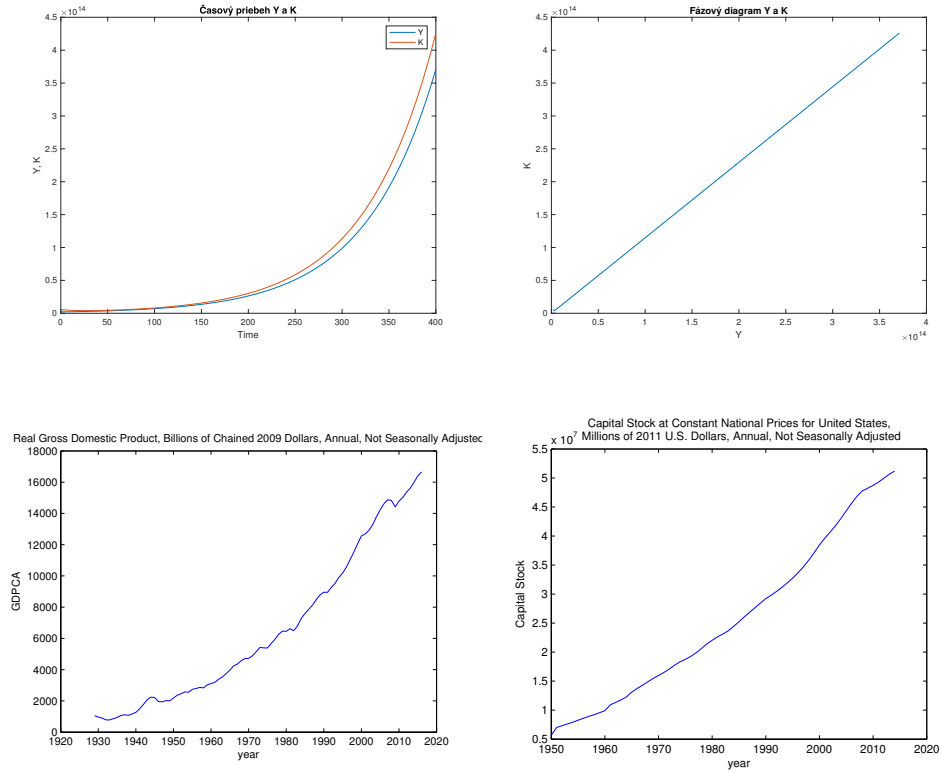 Časový priebeh Y a K
×10^14
4.5
4
3.5
3
2.5
2
1.5
1
0.5
0
Y, K
Y
K
0 50 100 150 200 250 300 350 400
Time
Fázový diagram Y a K
×10^14
4.5
4
3.5
3
2.5
2
1.5
1
0.5
0
K
0 0.5 1 1.5 2 2.5 3 3.5 4
Y
×10^14
Real Gross Domestic Product, Billions of Chained 2009 Dollars, Annual, Not Seasonally Adjusted
18000
16000
14000
12000
10000
8000
6000
4000
2000
0
GDPCA
1920 1930 1940 1950 1960 1970 1980 1990 2000 2010 2020
year
Capital Stock at Constant National Prices for United States,
Millions of 2011 U.S. Dollars, Annual, Not Seasonally Adjusted
x 10^7
5.5
5
4.5
4
3.5
3
2.5
2
1.5
1
0.5
Capital Stock
1950 1960 1970 1980 1990 2000 2010 2020
year